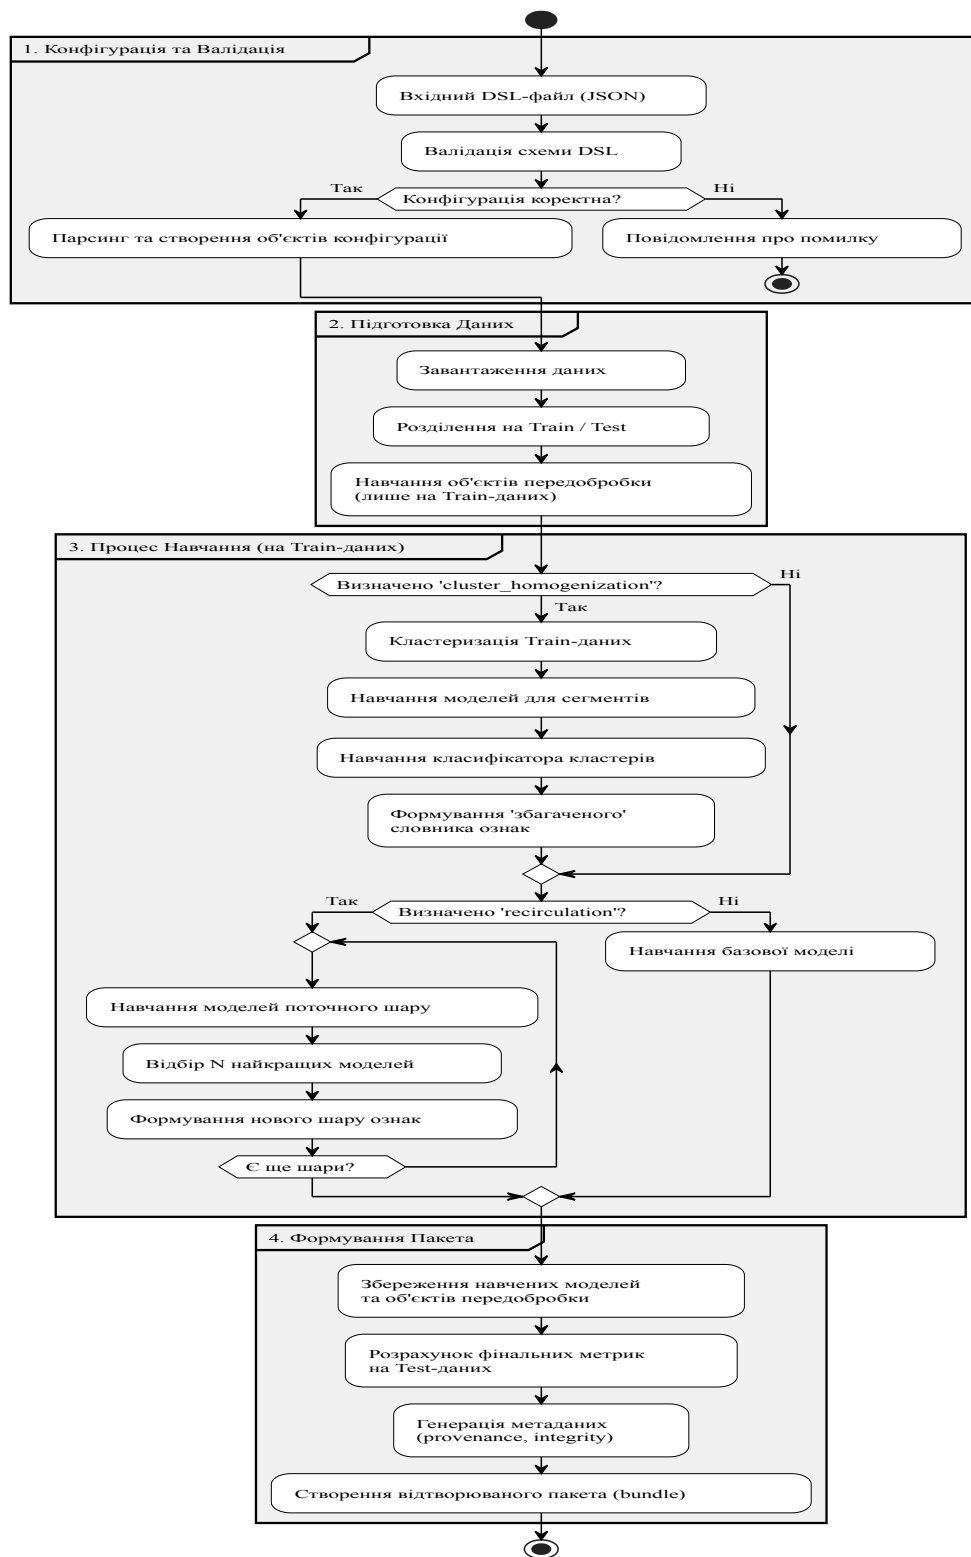 1. Конфігурація та Валідація
Вхідний DSL-файл (JSON)
Валідація схеми DSL
Так
Конфігурація коректна?
Ні
Парсинг та створення об'єктів конфігурації
Повідомлення про помилку
2. Підготовка Даних
Завантаження даних
Розділення на Train / Test
Навчання об'єктів передобробки
(лише на Train-даних)
3. Процес Навчання (на Train-даних)
Визначено 'cluster_homogenization'?
Ні
Так
Кластеризація Train-даних
Навчання моделей для сегментів
Навчання класифікатора кластерів
Формування 'збагаченого'
словника ознак
Так
Визначено 'recirculation'?
Ні
Навчання базової моделі
Навчання моделей поточного шару
Відбір N найкращих моделей
Формування нового шару ознак
Є ще шари?
4. Формування Пакета
Збереження навчених моделей
та об'єктів передобробки
Розрахунок фінальних метрик
на Test-даних
Генерація метаданих
(provenance, integrity)
Створення відтворюваного пакета (bundle)